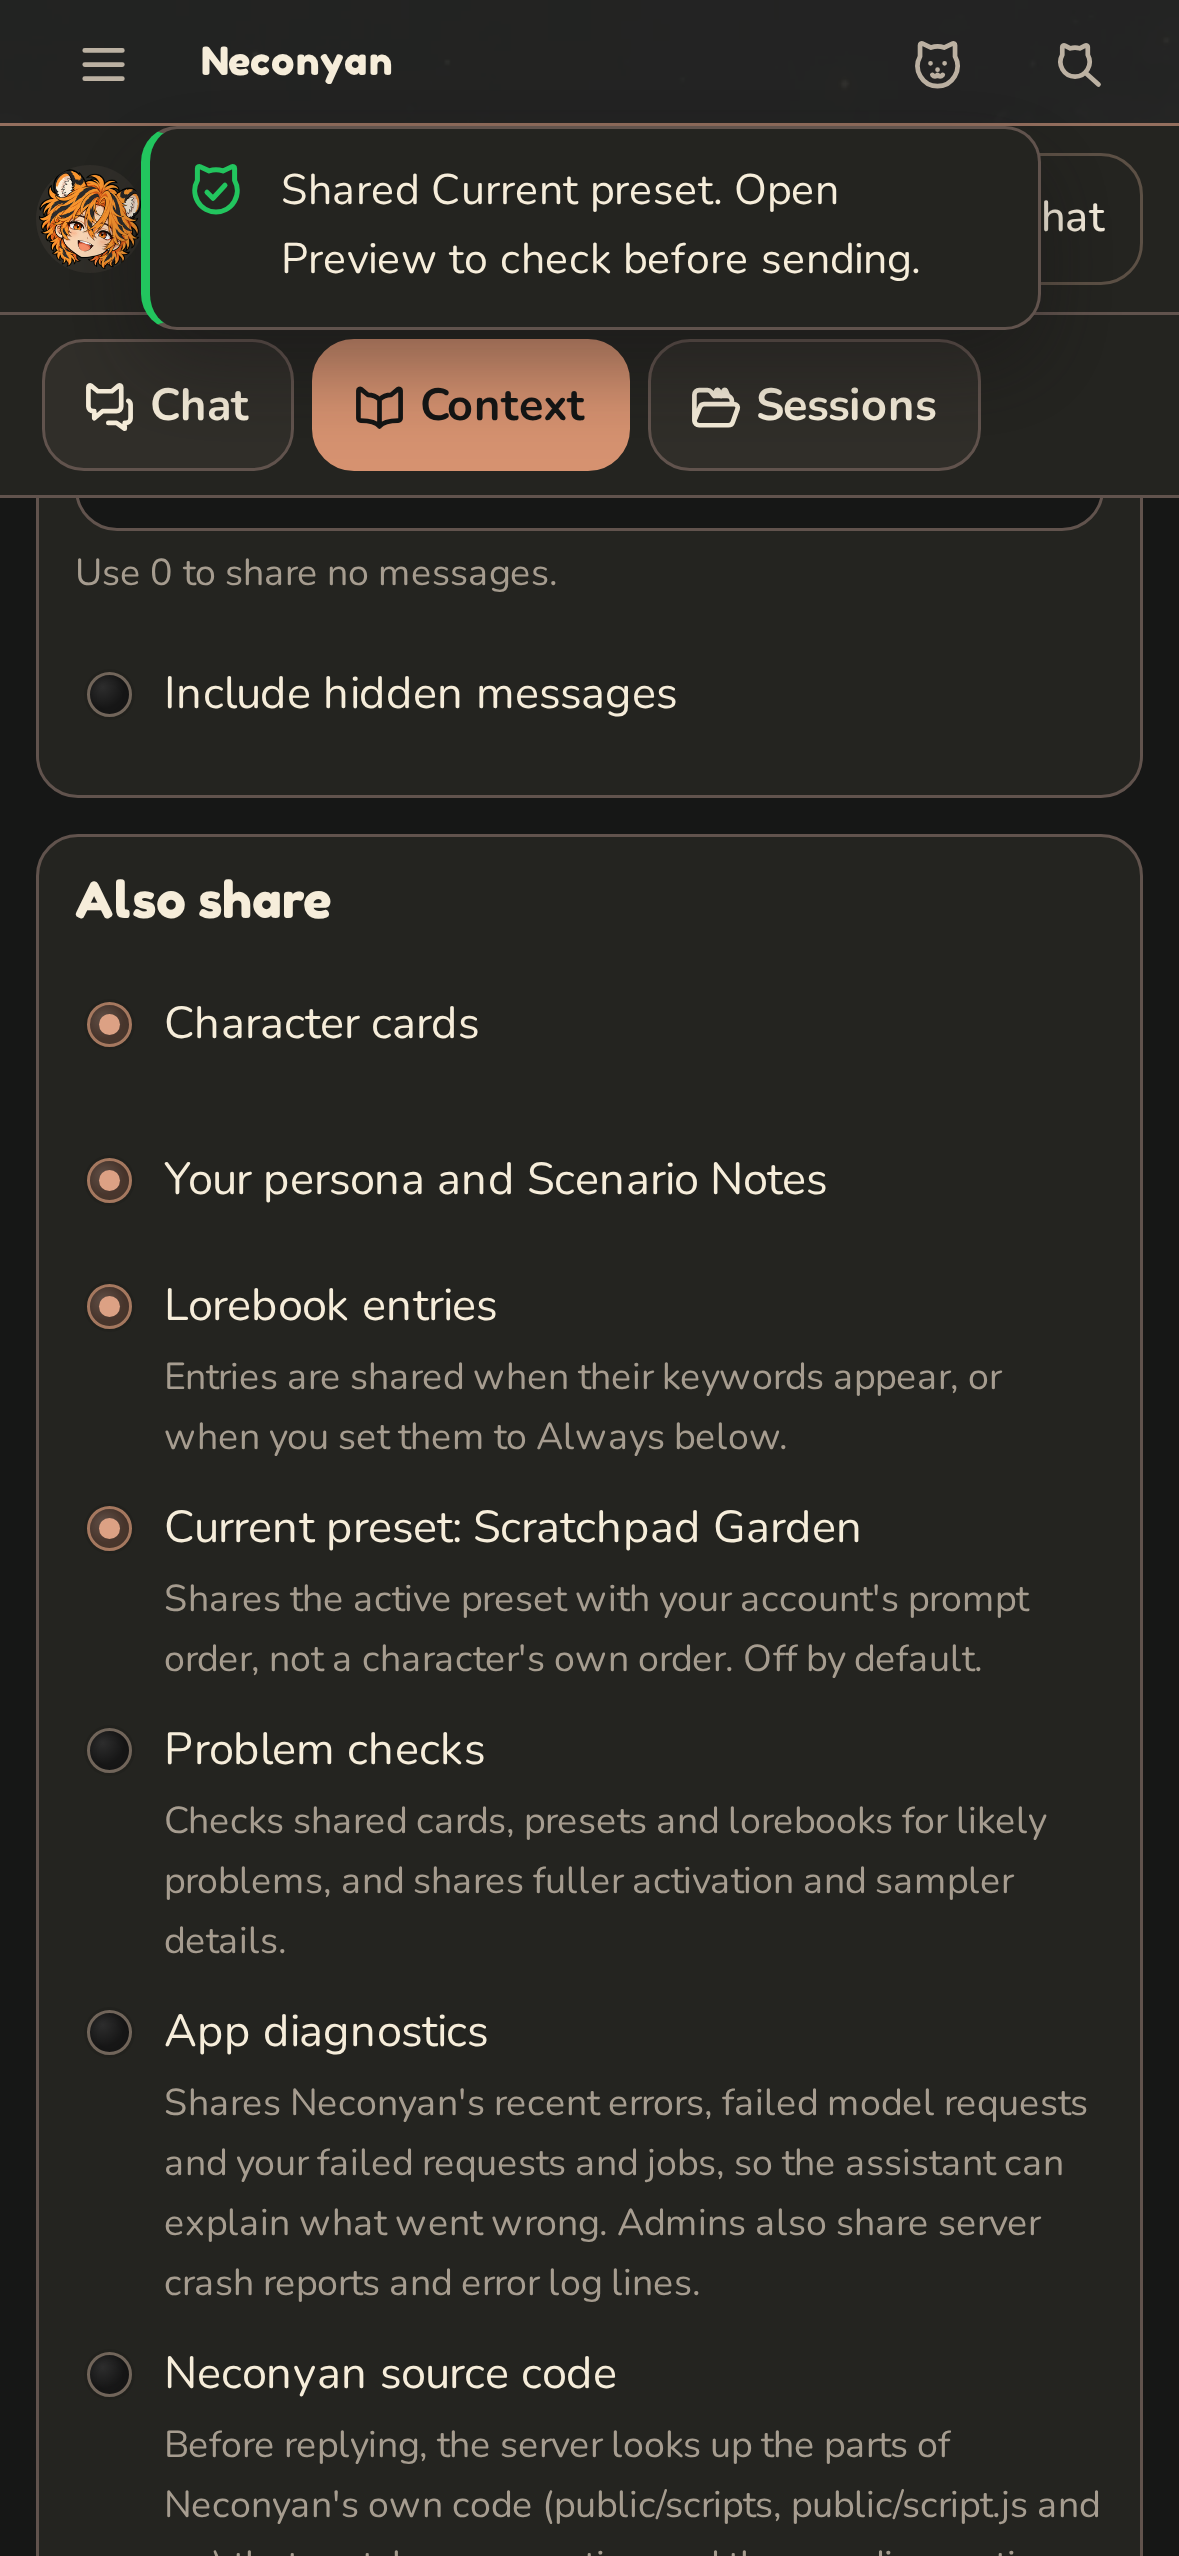 Neconyan
Shared Current preset. Open
Preview to check before sending.
hat
Chat
Context
Sessions
Use 0 to share no messages.
Include hidden messages
Also share
Character cards
Your persona and Scenario Notes
Lorebook entries
Entries are shared when their keywords appear, or
when you set them to Always below.
Current preset: Scratchpad Garden
Shares the active preset with your account's prompt
order, not a character's own order. Off by default.
Problem checks
Checks shared cards, presets and lorebooks for likely
problems, and shares fuller activation and sampler
details.
App diagnostics
Shares Neconyan's recent errors, failed model requests
and your failed requests and jobs, so the assistant can
explain what went wrong. Admins also share server
crash reports and error log lines.
Neconyan source code
Before replying, the server looks up the parts of
Neconyan's own code (public/scripts, public/script.js and